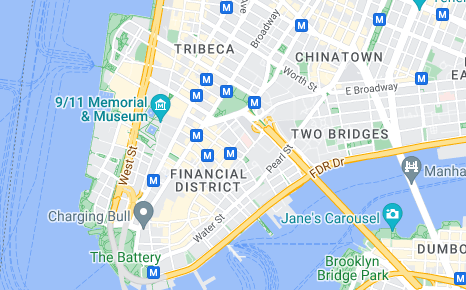 TRIBECA
Broadway
Ave
CHINATOWN
Worth St
E Broadway
9/11 Memorial
& Museum
M
M
M
M
M
M
M
M
M
M
TWO BRIDGES
West St
FINANCIAL
DISTRICT
Pearl St
FDR Dr
Manha
Charging Bull
Water St
Jane's Carousel
The Battery
DUMBO
Brooklyn
Bridge Park